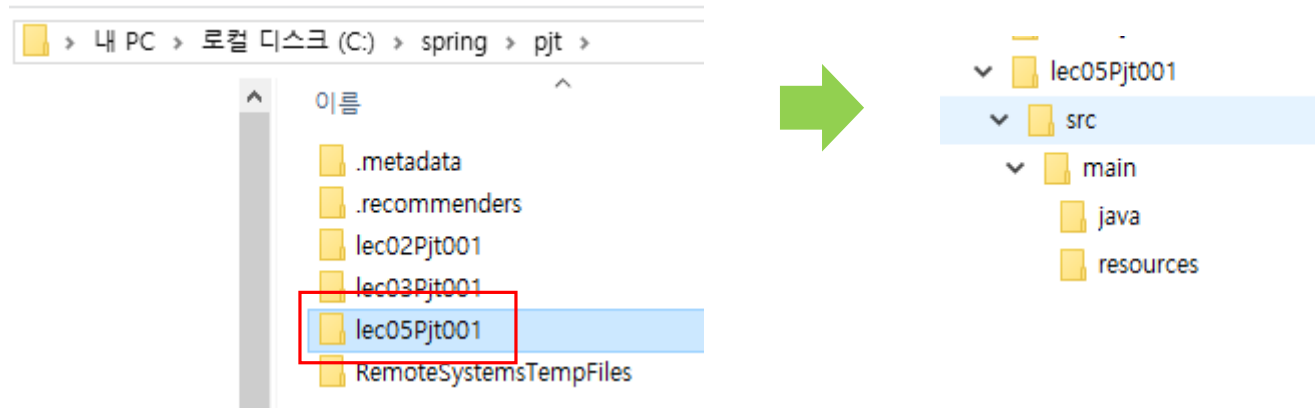 내 PC > 로컬 디스크 (C:) > spring > pjt >
이름
.metadata
.recommenders
lec02Pjt001
lec03Pjt001
lec05Pjt001
RemoteSystemsTempFiles
lec05Pjt001
src
main
java
resources